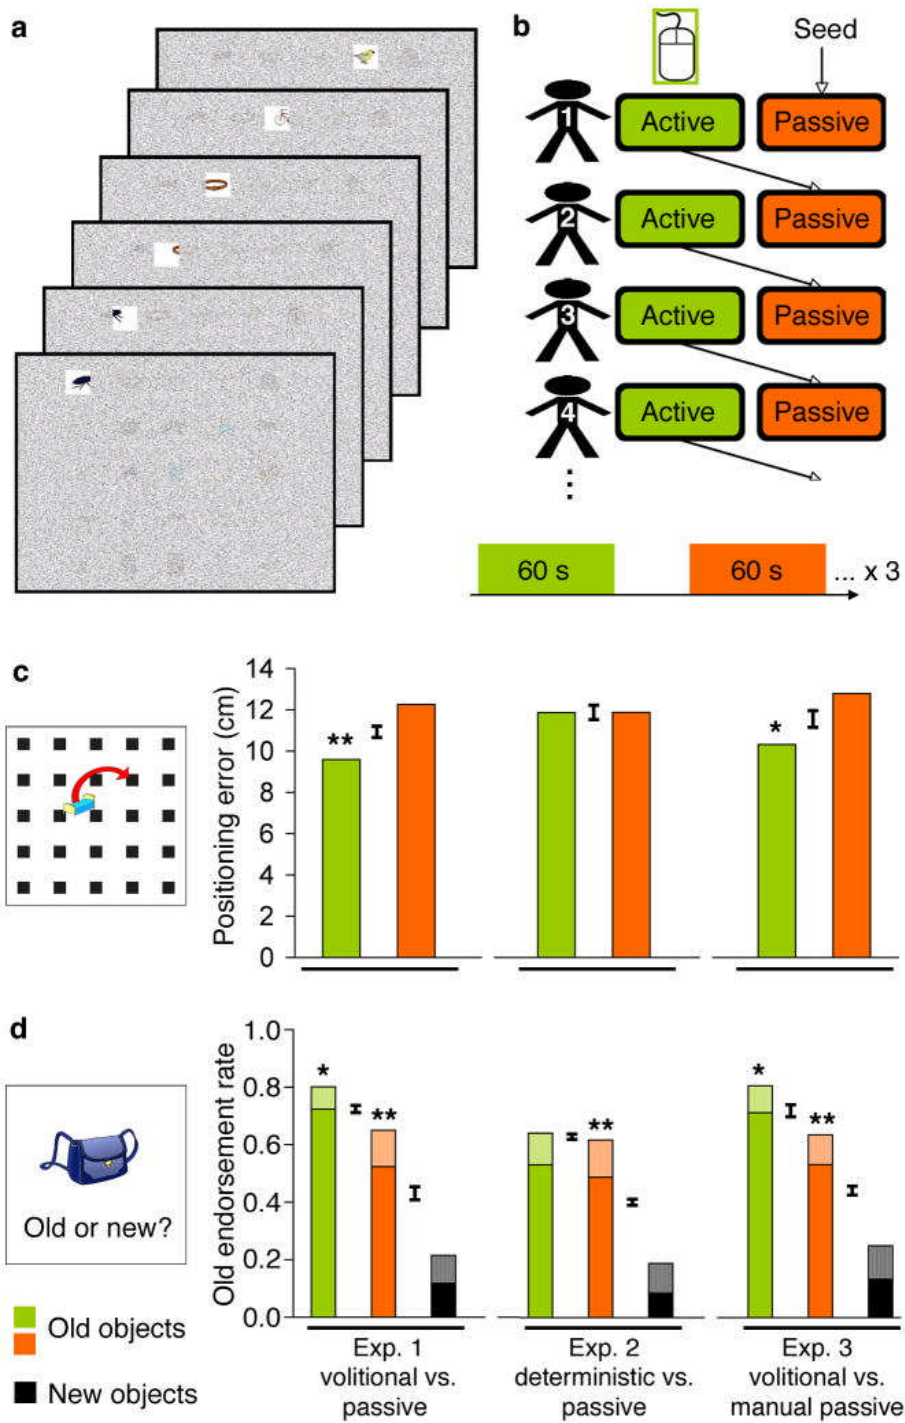 a
b
Seed
1
Active
Passive
2
Active
Passive
3
Active
Passive
4
Active
Passive
60 s
60 s
... x 3
c
Positioning error (cm)
14
12
10
8
6
4
2
0
**
*
d
Old endorsement rate
1.0
0.8
0.6
0.4
0.2
0.0
*
**
**
*
**
Old or new?
Old objects
New objects
Exp. 1
volitional vs.
passive
Exp. 2
deterministic vs.
passive
Exp. 3
volitional vs.
manual passive